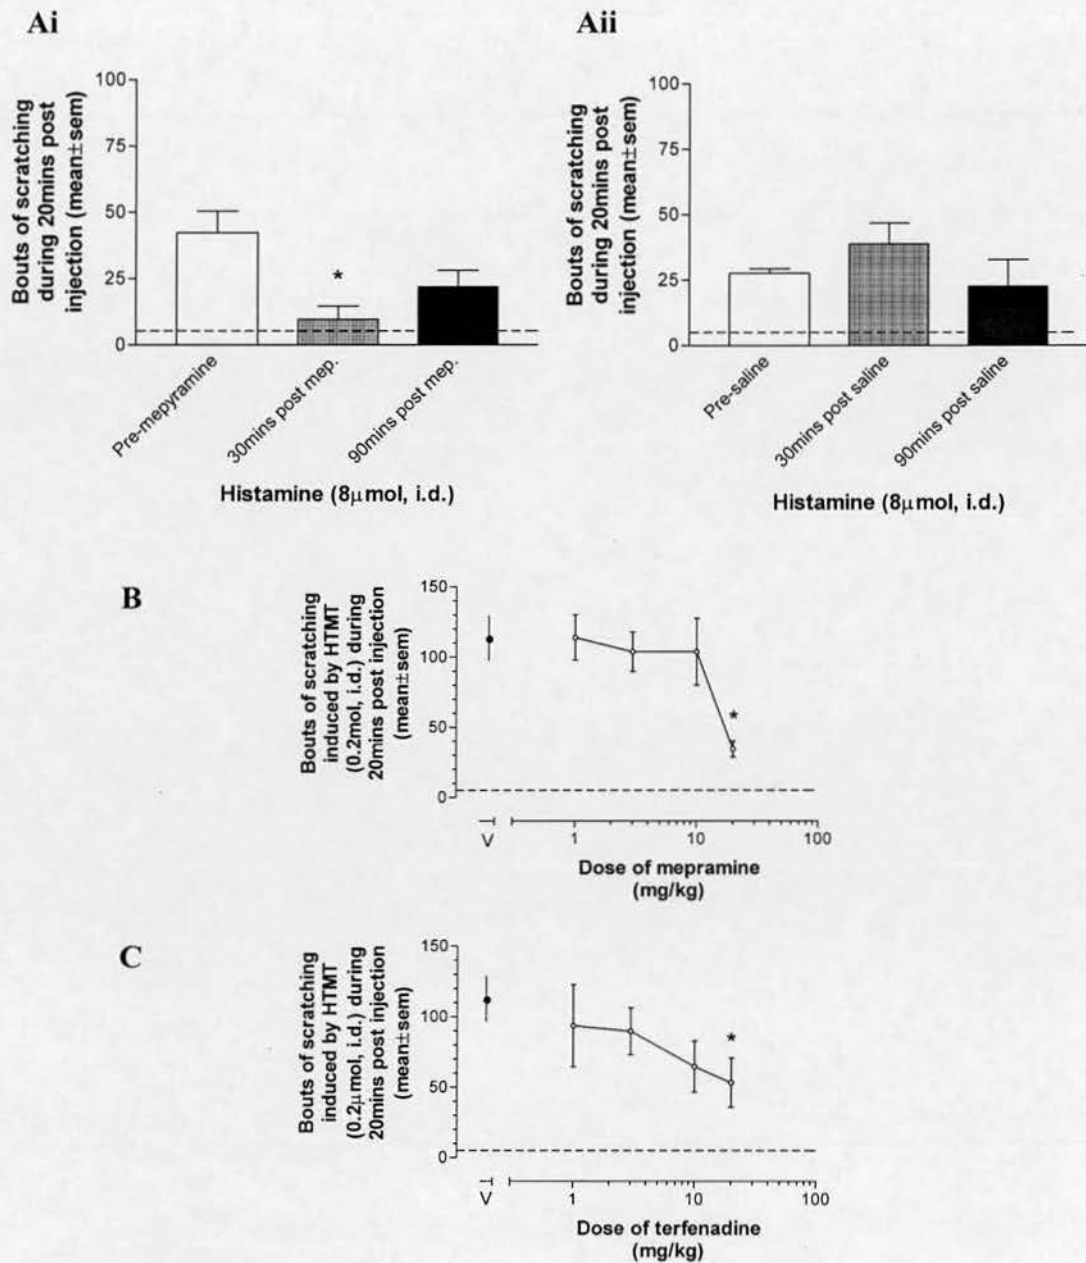 Ai
Bouts of scratching
during 20mins post
injection (mean±sem)
100
75
50
25
0
*
Pre-mepyramine
30mins post mep.
90mins post mep.
Histamine (8μmol, i.d.)
Aii
Bouts of scratching
during 20mins post
injection (mean±sem)
100
75
50
25
0
Pre-saline
30mins post saline
90mins post saline
Histamine (8μmol, i.d.)
B
Bouts of scratching
induced by HTMT
(0.2mol, i.d.) during
20mins post injection
(mean±sem)
150
100
50
0
*
V
1
10
100
Dose of mepramine
(mg/kg)
C
Bouts of scratching
induced by HTMT
(0.2μmol, i.d.) during
20mins post injection
(mean±sem)
150
100
50
0
*
V
1
10
100
Dose of terfenadine
(mg/kg)